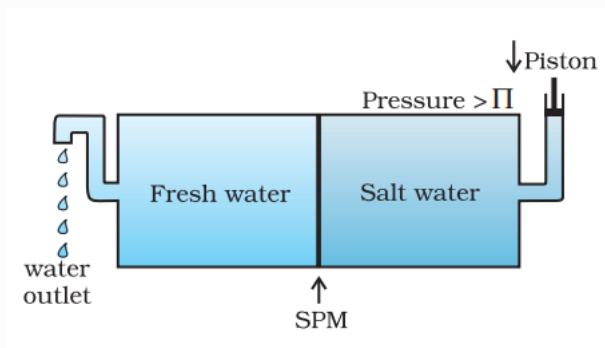 Piston
Pressure > Π
Fresh water
Salt water
water
outlet
SPM